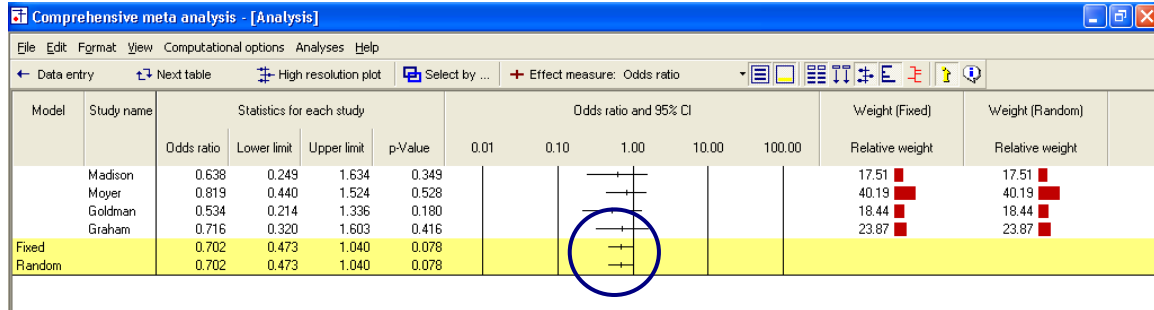 Comprehensive meta analysis - [Analysis]
File Edit Format View Computational options Analyses Help
← Data entry Next table High resolution plot Select by ... + Effect measure: Odds ratio
Model Study name Statistics for each study Odds ratio and 95% CI Weight (Fixed) Weight (Random)
Odds ratio Lower limit Upper limit p-Value 0.01 0.10 1.00 10.00 100.00 Relative weight Relative weight
Madison 0.638 0.249 1.634 0.349 17.51 17.51
Moyer 0.819 0.440 1.524 0.528 40.19 40.19
Goldman 0.534 0.214 1.336 0.180 18.44 18.44
Graham 0.716 0.320 1.603 0.416 23.87 23.87
Fixed 0.702 0.473 1.040 0.078
Random 0.702 0.473 1.040 0.078